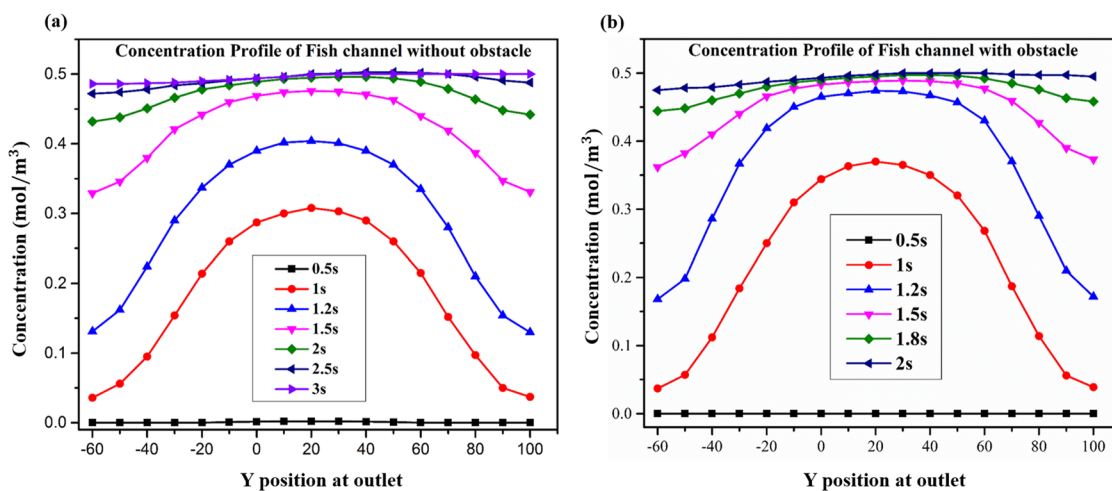 (a)
Concentration Profile of Fish channel without obstacle
0.5
0.4
0.3
0.2
0.1
0.0
Concentration (mol/m³)
0.5s
1s
1.2s
1.5s
2s
2.5s
3s
-60 -40 -20 0 20 40 60 80 100
Y position at outlet
(b)
Concentration Profile of Fish channel with obstacle
0.5
0.4
0.3
0.2
0.1
0.0
Concentration (mol/m³)
0.5s
1s
1.2s
1.5s
1.8s
2s
-60 -40 -20 0 20 40 60 80 100
Y position at outlet